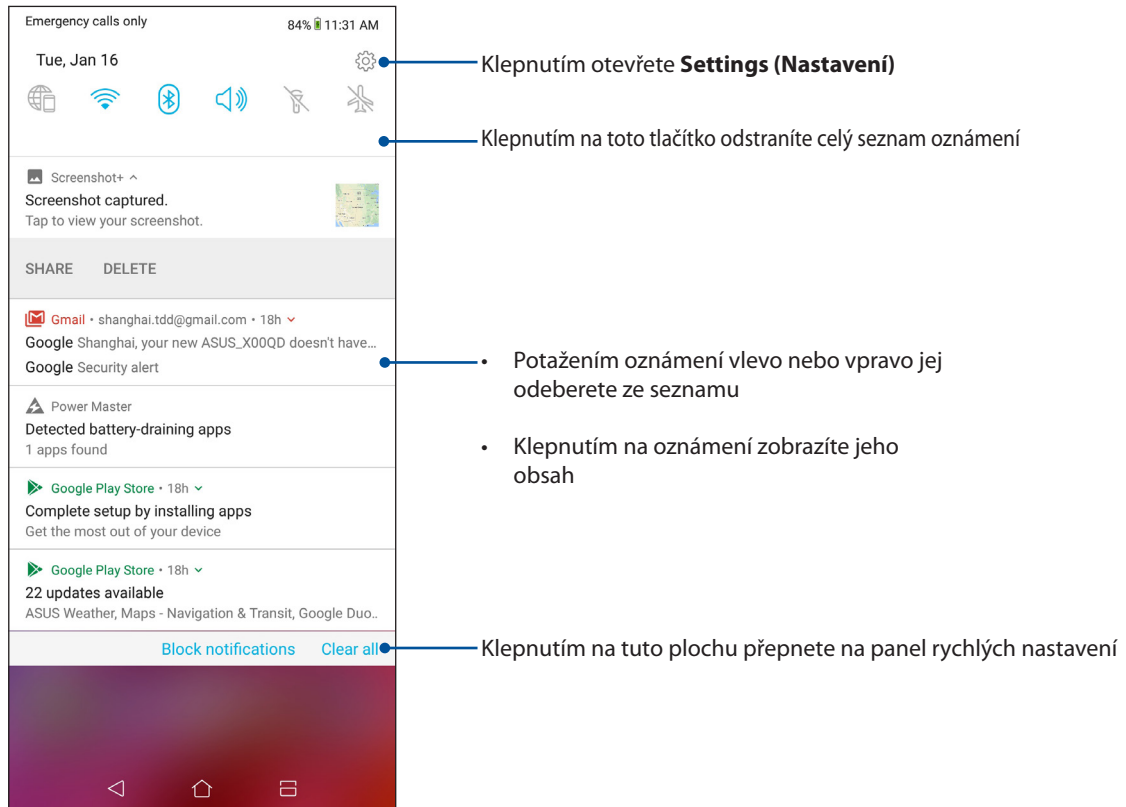 Emergency calls only 84% 11:31 AM
Tue, Jan 16
Klepnutím otevřete Settings (Nastavení)
Klepnutím na toto tlačítko odstraníte celý seznam oznámení
Screenshot+
Screenshot captured.
Tap to view your screenshot.
SHARE DELETE
Gmail • shanghai.tdd@gmail.com • 18h
Google Shanghai, your new ASUS_X00QD doesn't have...
Google Security alert
• Potažením oznámení vlevo nebo vpravo jej
odeberete ze seznamu
• Klepnutím na oznámení zobrazíte jeho
obsah
Power Master
Detected battery-draining apps
1 apps found
Google Play Store • 18h
Complete setup by installing apps
Get the most out of your device
Google Play Store • 18h
22 updates available
ASUS Weather, Maps - Navigation & Transit, Google Duo..
Block notifications Clear all
Klepnutím na tuto plochu přepnete na panel rychlých nastavení